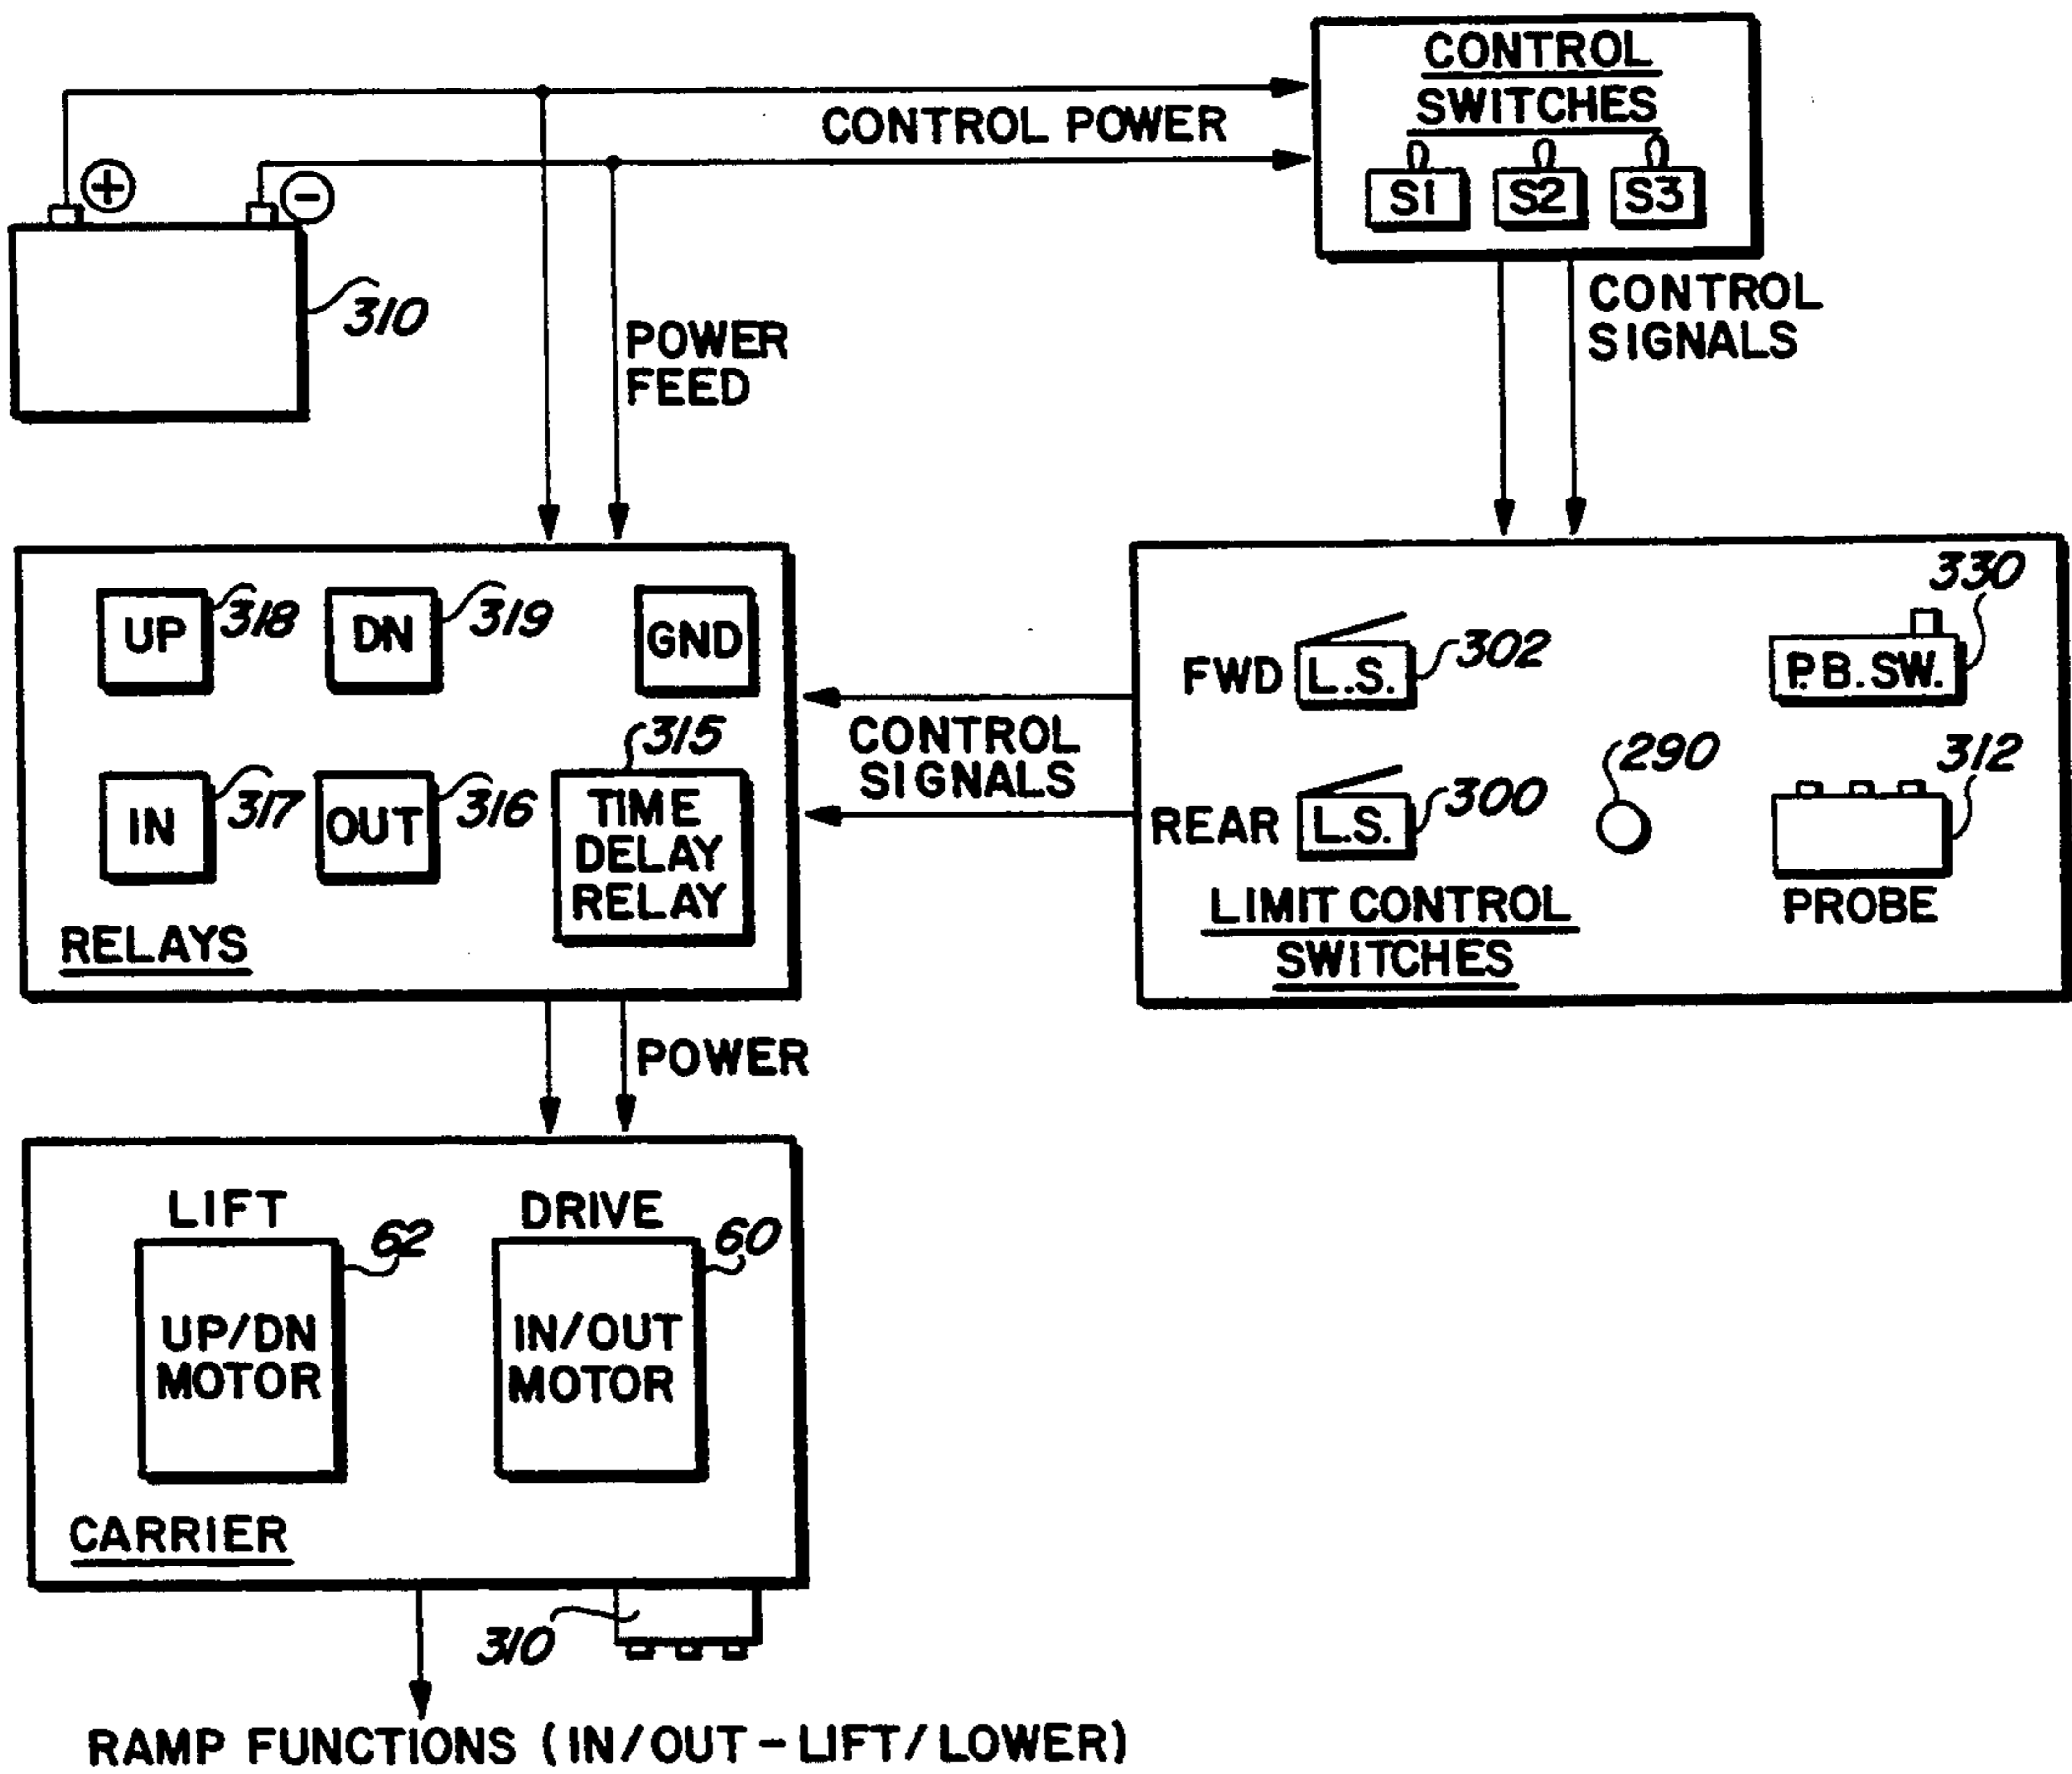 CONTROL
SWITCHES
S1 S2 S3
CONTROL POWER
+ -
310
POWER
FEED
CONTROL
SIGNALS
UP 318 DN 319 GND
IN 317 OUT 316
315
TIME
DELAY
RELAY
RELAYS
CONTROL
SIGNALS
FWD L.S. 302
330
P.B. SW.
REAR L.S. 300
290
312
PROBE
LIMIT CONTROL
SWITCHES
POWER
LIFT
62
UP/DN
MOTOR
DRIVE
60
IN/OUT
MOTOR
CARRIER
310
RAMP FUNCTIONS (IN/OUT-LIFT/LOWER)